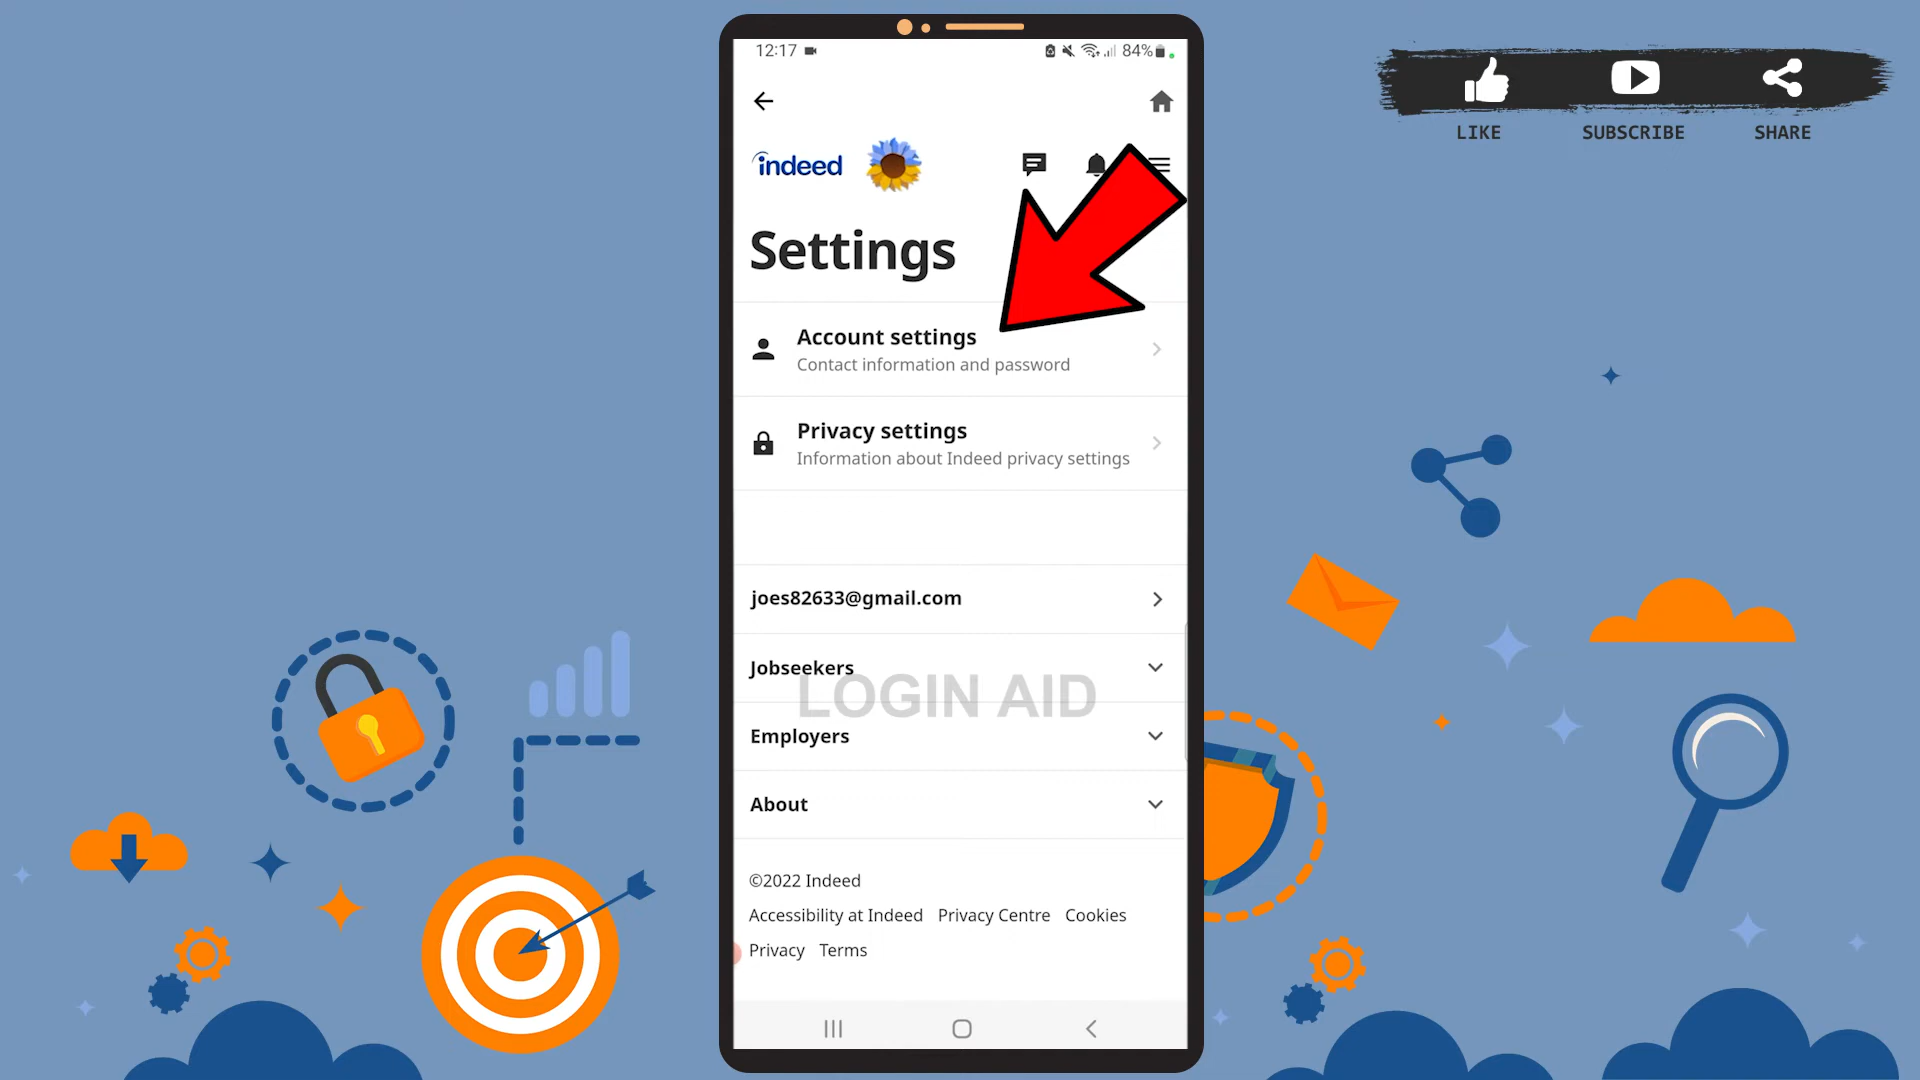 12:17
84%
LIKE SUBSCRIBE SHARE
indeed
Settings
Account settings
Contact information and password
Privacy settings
Information about Indeed privacy settings
joes82633@gmail.com
Jobseekers
LOGIN AID
Employers
About
©2022 Indeed
Accessibility at Indeed Privacy Centre Cookies
Privacy Terms